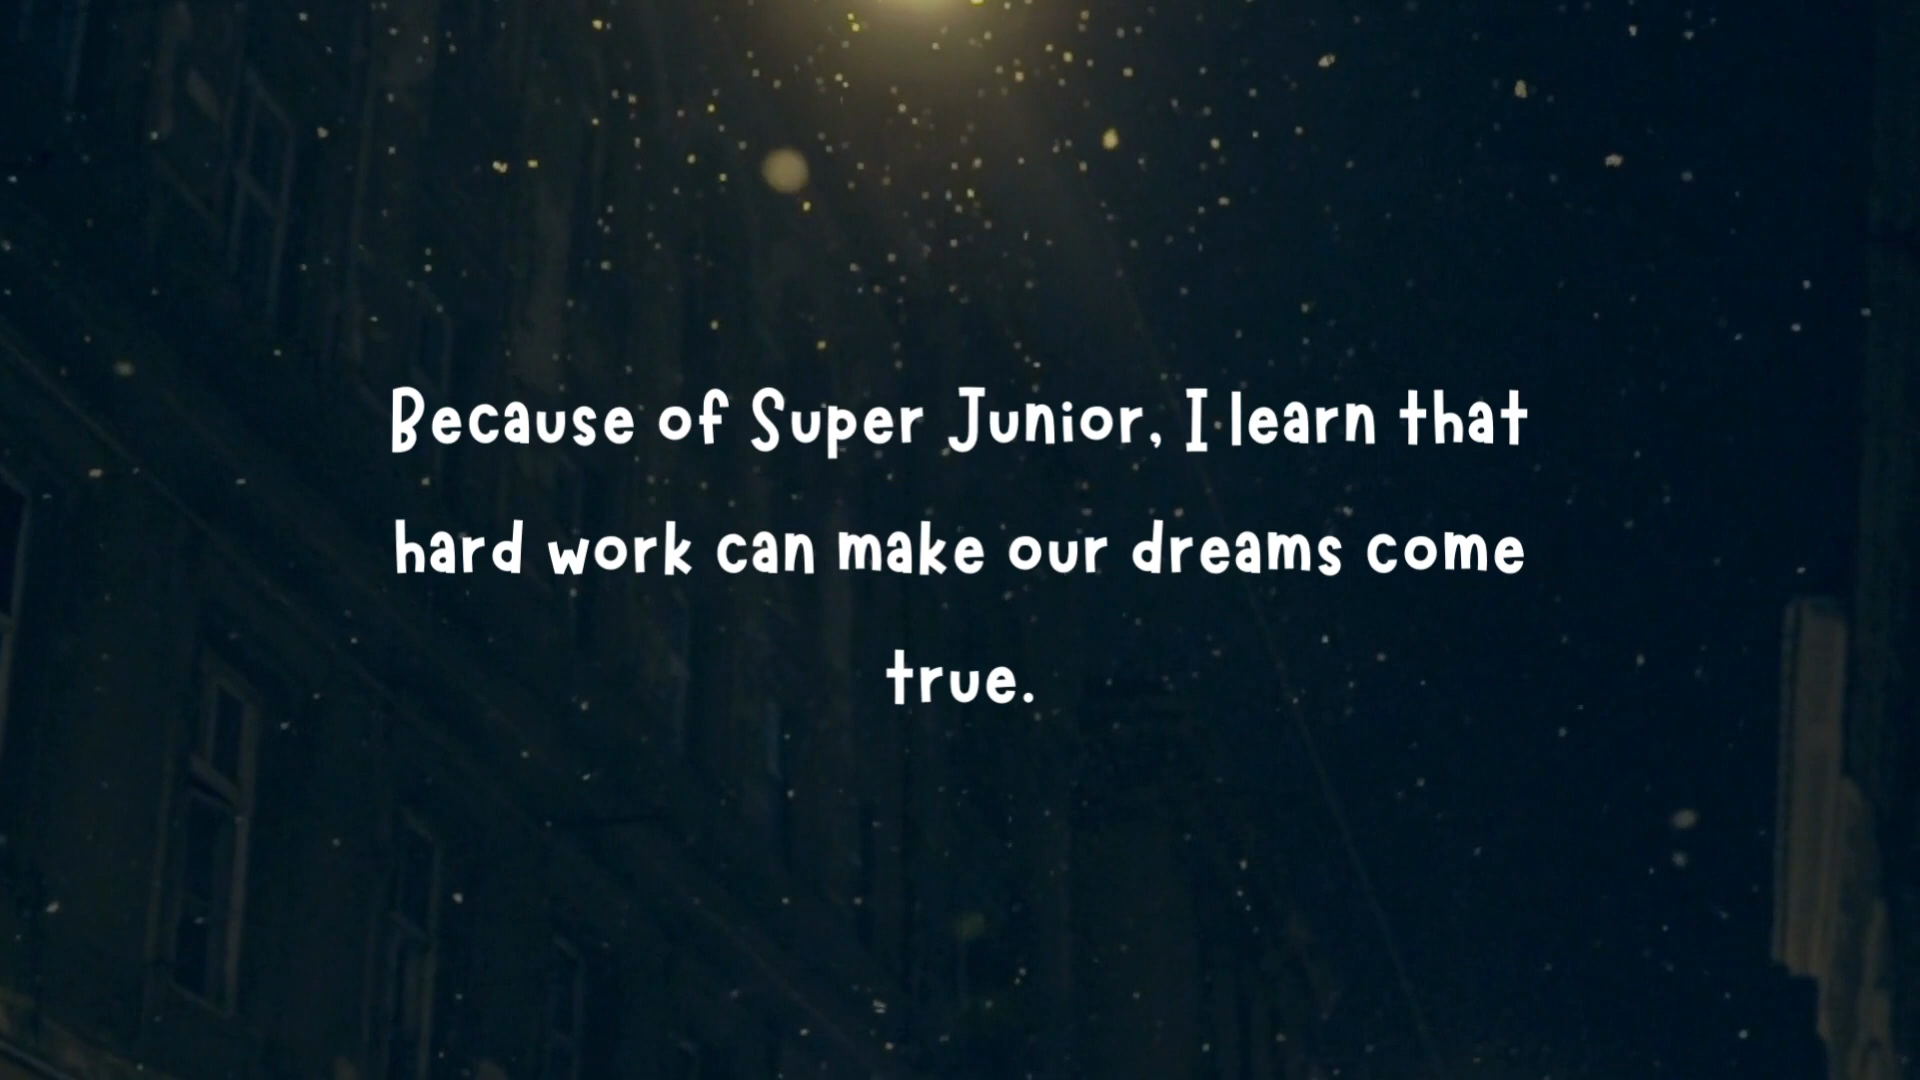 Because of Super Junior, I learn that
hard work can make our dreams come
true.